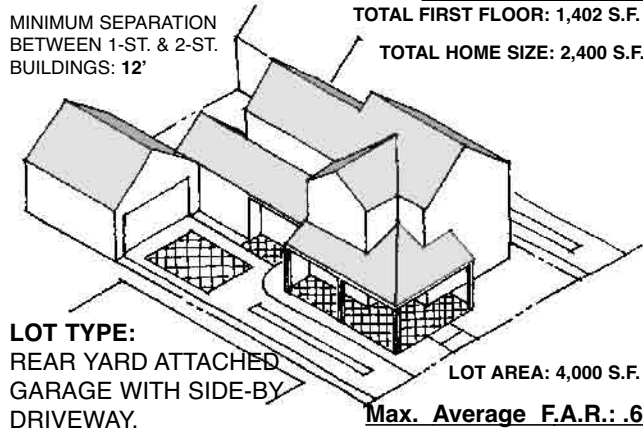 MINIMUM SEPARATION
BETWEEN 1-ST. & 2-ST.
BUILDINGS: 12'
TOTAL FIRST FLOOR: 1,402 S.F.
TOTAL HOME SIZE: 2,400 S.F.
LOT TYPE:
REAR YARD ATTACHED
GARAGE WITH SIDE-BY
DRIVEWAY.
LOT AREA: 4,000 S.F.
Max. Average F.A.R.: .6